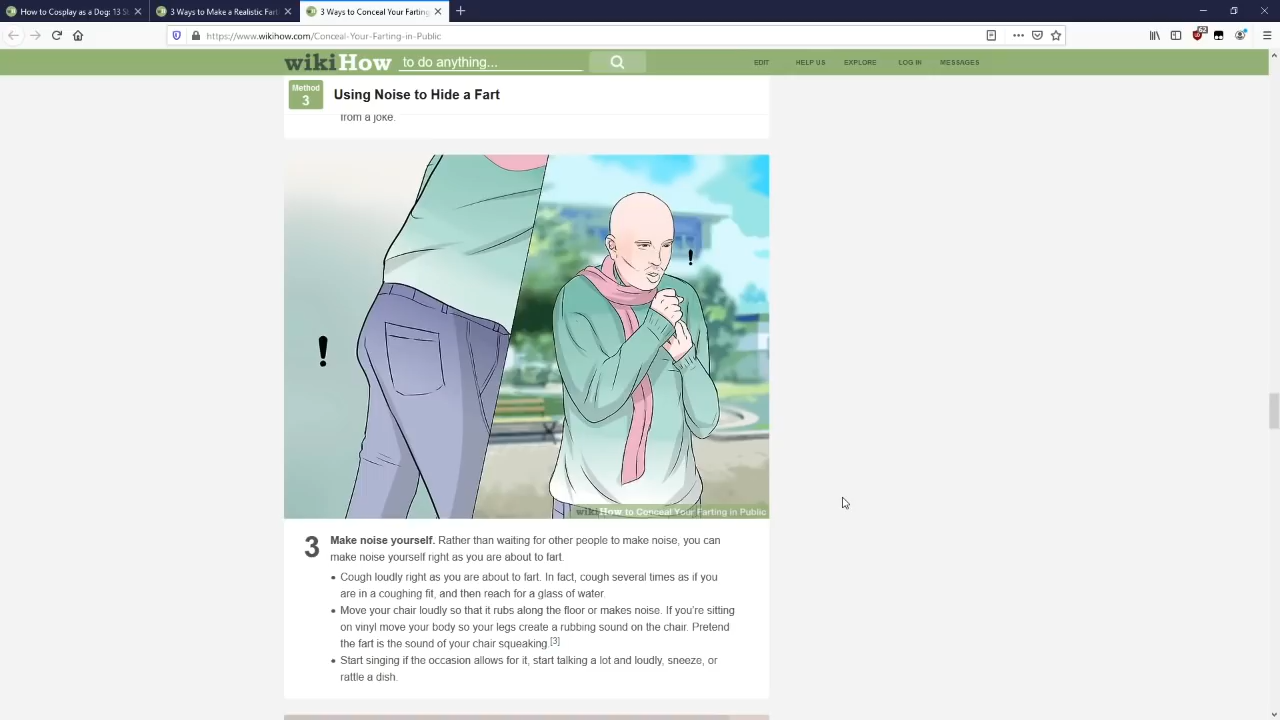 How to Cosplay as a Dog: 13 St
3 Ways to Make a Realistic Fart
3 Ways to Conceal Your Farting
https://www.wikihow.com/Conceal-Your-Farting-in-Public
wikiHow to do anything...
EDIT HELP US EXPLORE LOG IN MESSAGES
Method
3
Using Noise to Hide a Fart
from a joke.
!
!
wikiHow to Conceal Your Farting in Public
3 Make noise yourself. Rather than waiting for other people to make noise, you can
make noise yourself right as you are about to fart.
• Cough loudly right as you are about to fart. In fact, cough several times as if you
are in a coughing fit, and then reach for a glass of water.
• Move your chair loudly so that it rubs along the floor or makes noise. If you're sitting
on vinyl move your body so your legs create a rubbing sound on the chair. Pretend
the fart is the sound of your chair squeaking.[3]
• Start singing if the occasion allows for it, start talking a lot and loudly, sneeze, or
rattle a dish.